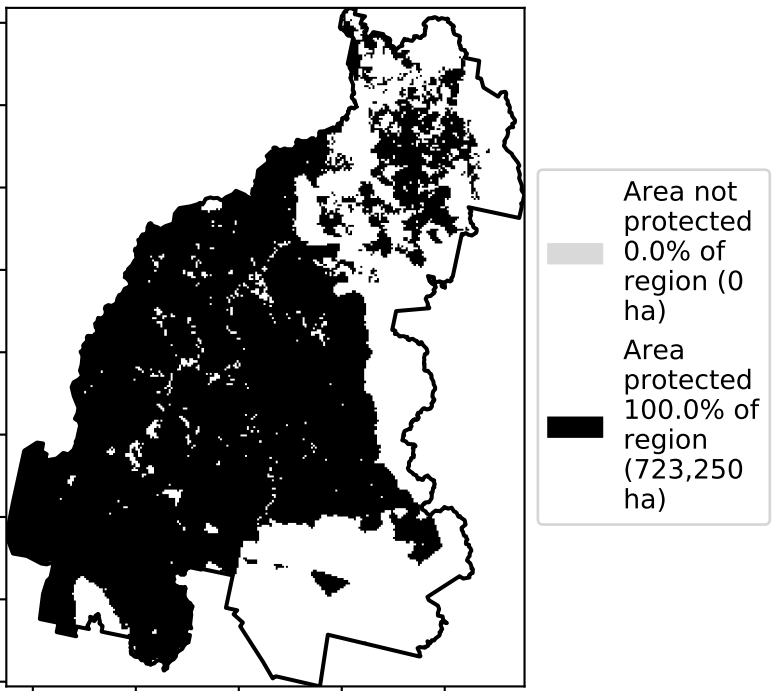 Area not
protected
0.0% of
region (0
ha)
Area
protected
100.0% of
region
(723,250
ha)